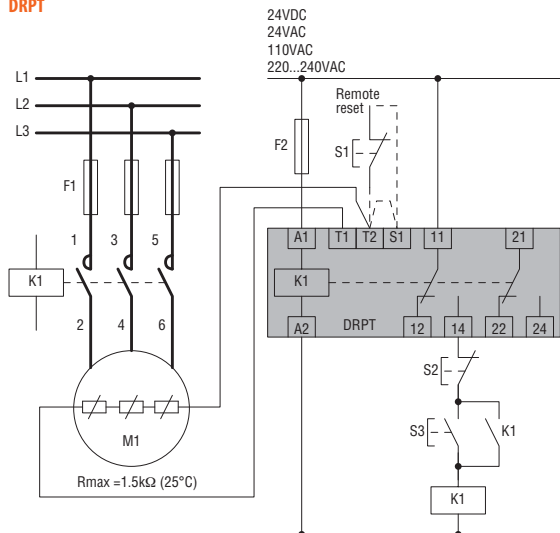 DRPT
24VDC
24VAC
110VAC
220...240VAC
L1
L2
L3
Remote
reset
F2
S1
F1
A1 T1 T2 S1 11 21
1 3 5
K1
K1
2 4 6
A2 DRPT 12 14 22 24
S2
S3 K1
M1
Rmax =1.5kΩ (25°C)
K1